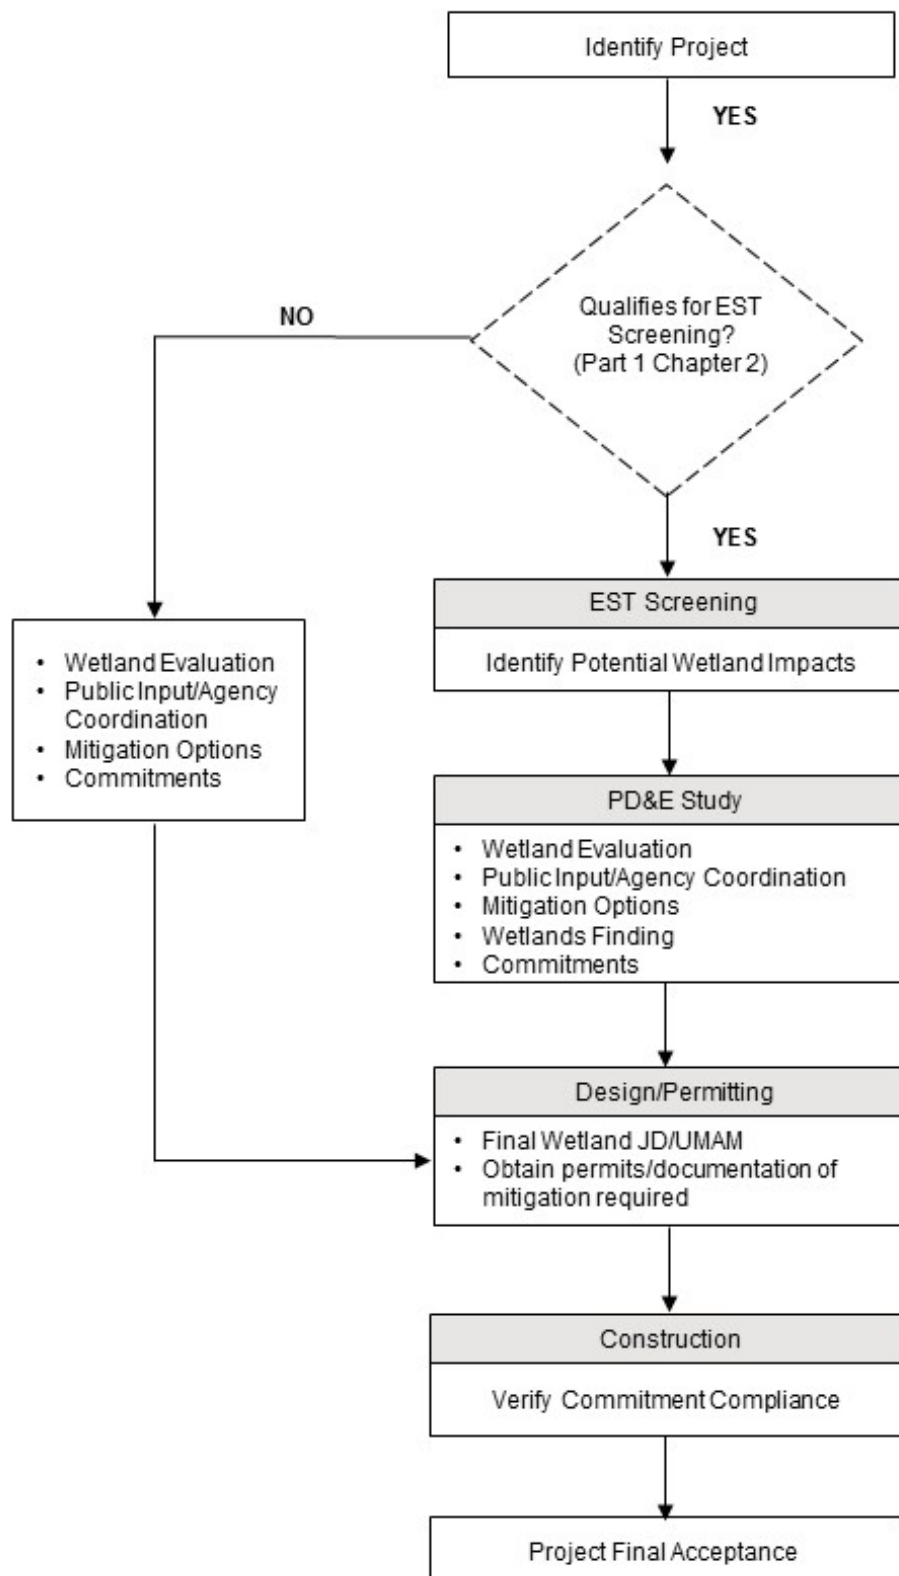 Identify Project
YES
Qualifies for EST
Screening?
(Part 1 Chapter 2)
NO
YES
EST Screening
Identify Potential Wetland Impacts
• Wetland Evaluation
• Public Input/Agency
Coordination
• Mitigation Options
• Commitments
PD&E Study
• Wetland Evaluation
• Public Input/Agency Coordination
• Mitigation Options
• Wetlands Finding
• Commitments
Design/Permitting
• Final Wetland JD/UMAM
• Obtain permits/documentation of
mitigation required
Construction
Verify Commitment Compliance
Project Final Acceptance